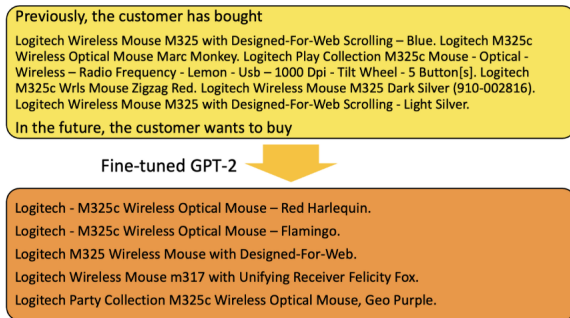 Previously, the customer has bought
Logitech Wireless Mouse M325 with Designed-For-Web Scrolling – Blue. Logitech M325c
Wireless Optical Mouse Marc Monkey. Logitech Play Collection M325c Mouse - Optical -
Wireless – Radio Frequency - Lemon - Usb – 1000 Dpi - Tilt Wheel - 5 Button[s]. Logitech
M325c Wrls Mouse Zigzag Red. Logitech Wireless Mouse M325 Dark Silver (910-002816).
Logitech Wireless Mouse M325 with Designed-For-Web Scrolling - Light Silver.
In the future, the customer wants to buy
Fine-tuned GPT-2
Logitech - M325c Wireless Optical Mouse – Red Harlequin.
Logitech - M325c Wireless Optical Mouse – Flamingo.
Logitech M325 Wireless Mouse with Designed-For-Web.
Logitech Wireless Mouse m317 with Unifying Receiver Felicity Fox.
Logitech Party Collection M325c Wireless Optical Mouse, Geo Purple.